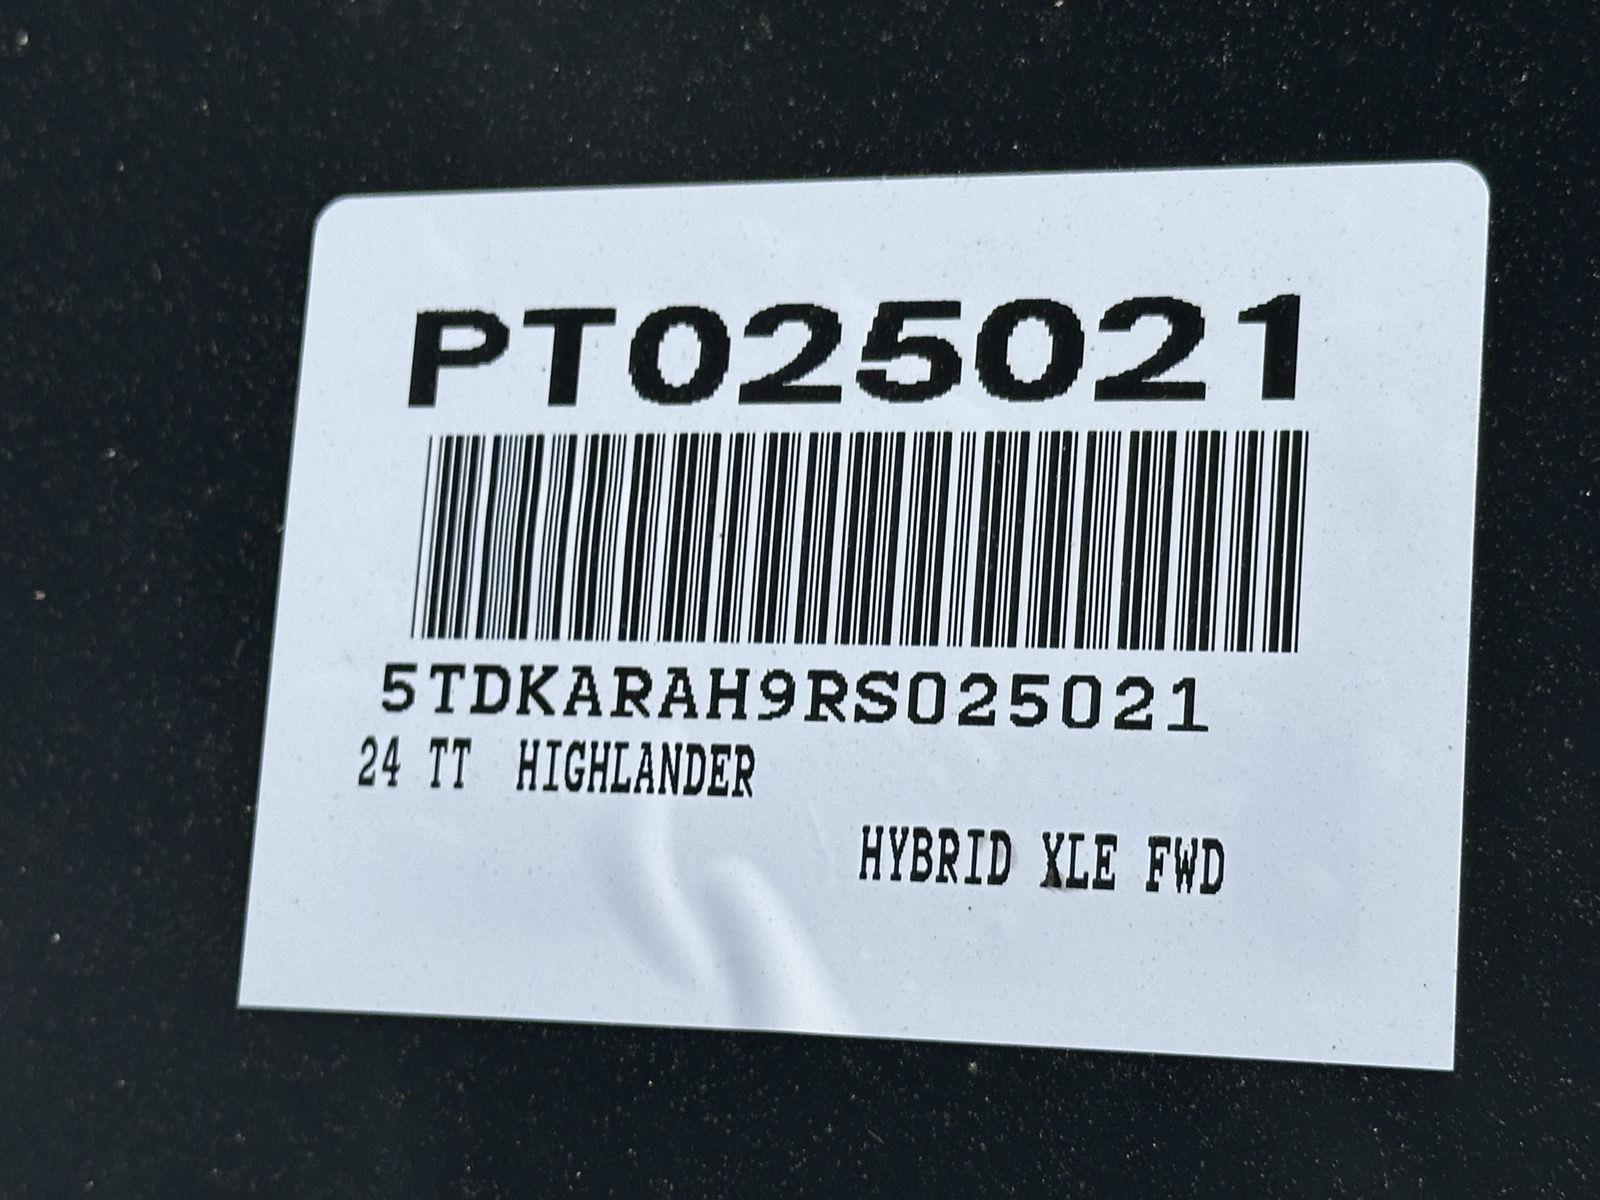 PT025021
5TDKARAH9RS025021
24 TT HIGHLANDER
HYBRID XLE FWD